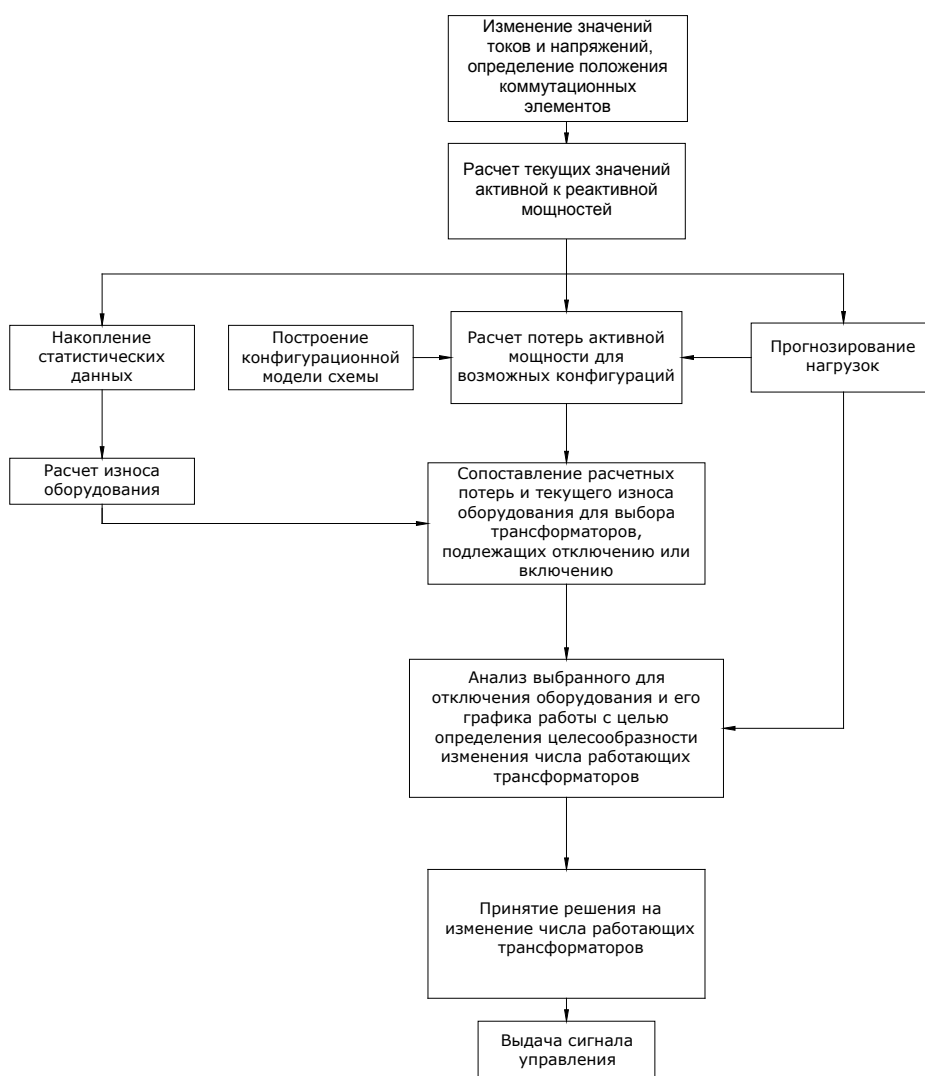 Изменение значений
токов и напряжений,
определение положения
коммутационных
элементов
Расчет текущих значений
активной к реактивной
мощностей
Накопление
статистических
данных
Построение
конфигурационной
модели схемы
Расчет потерь активной
мощности для
возможных конфигураций
Прогнозирование
нагрузок
Расчет износа
оборудования
Сопоставление расчетных
потерь и текущего износа
оборудования для выбора
трансформаторов,
подлежащих отключению или
включению
Анализ выбранного для
отключения оборудования и его
графика работы с целью
определения целесообразности
изменения числа работающих
трансформаторов
Принятие решения на
изменение числа работающих
трансформаторов
Выдача сигнала
управления